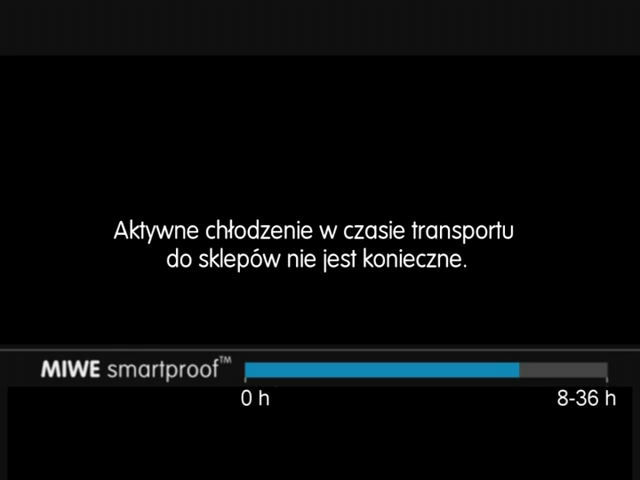 Aktywne chłodzenie w czasie transportu
do sklepów nie jest konieczne.
MIWE smartproof™
0 h 8-36 h